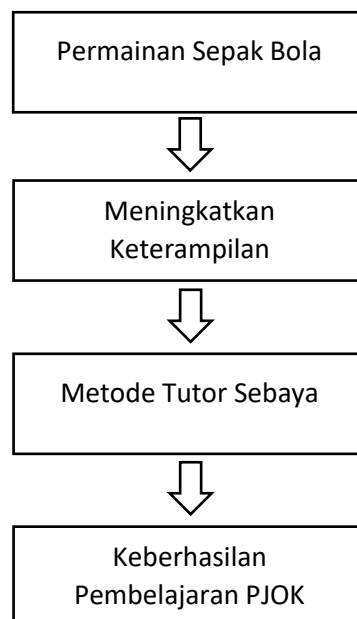 Permainan Sepak Bola
Meningkatkan
Keterampilan
Metode Tutor Sebaya
Keberhasilan
Pembelajaran PJOK